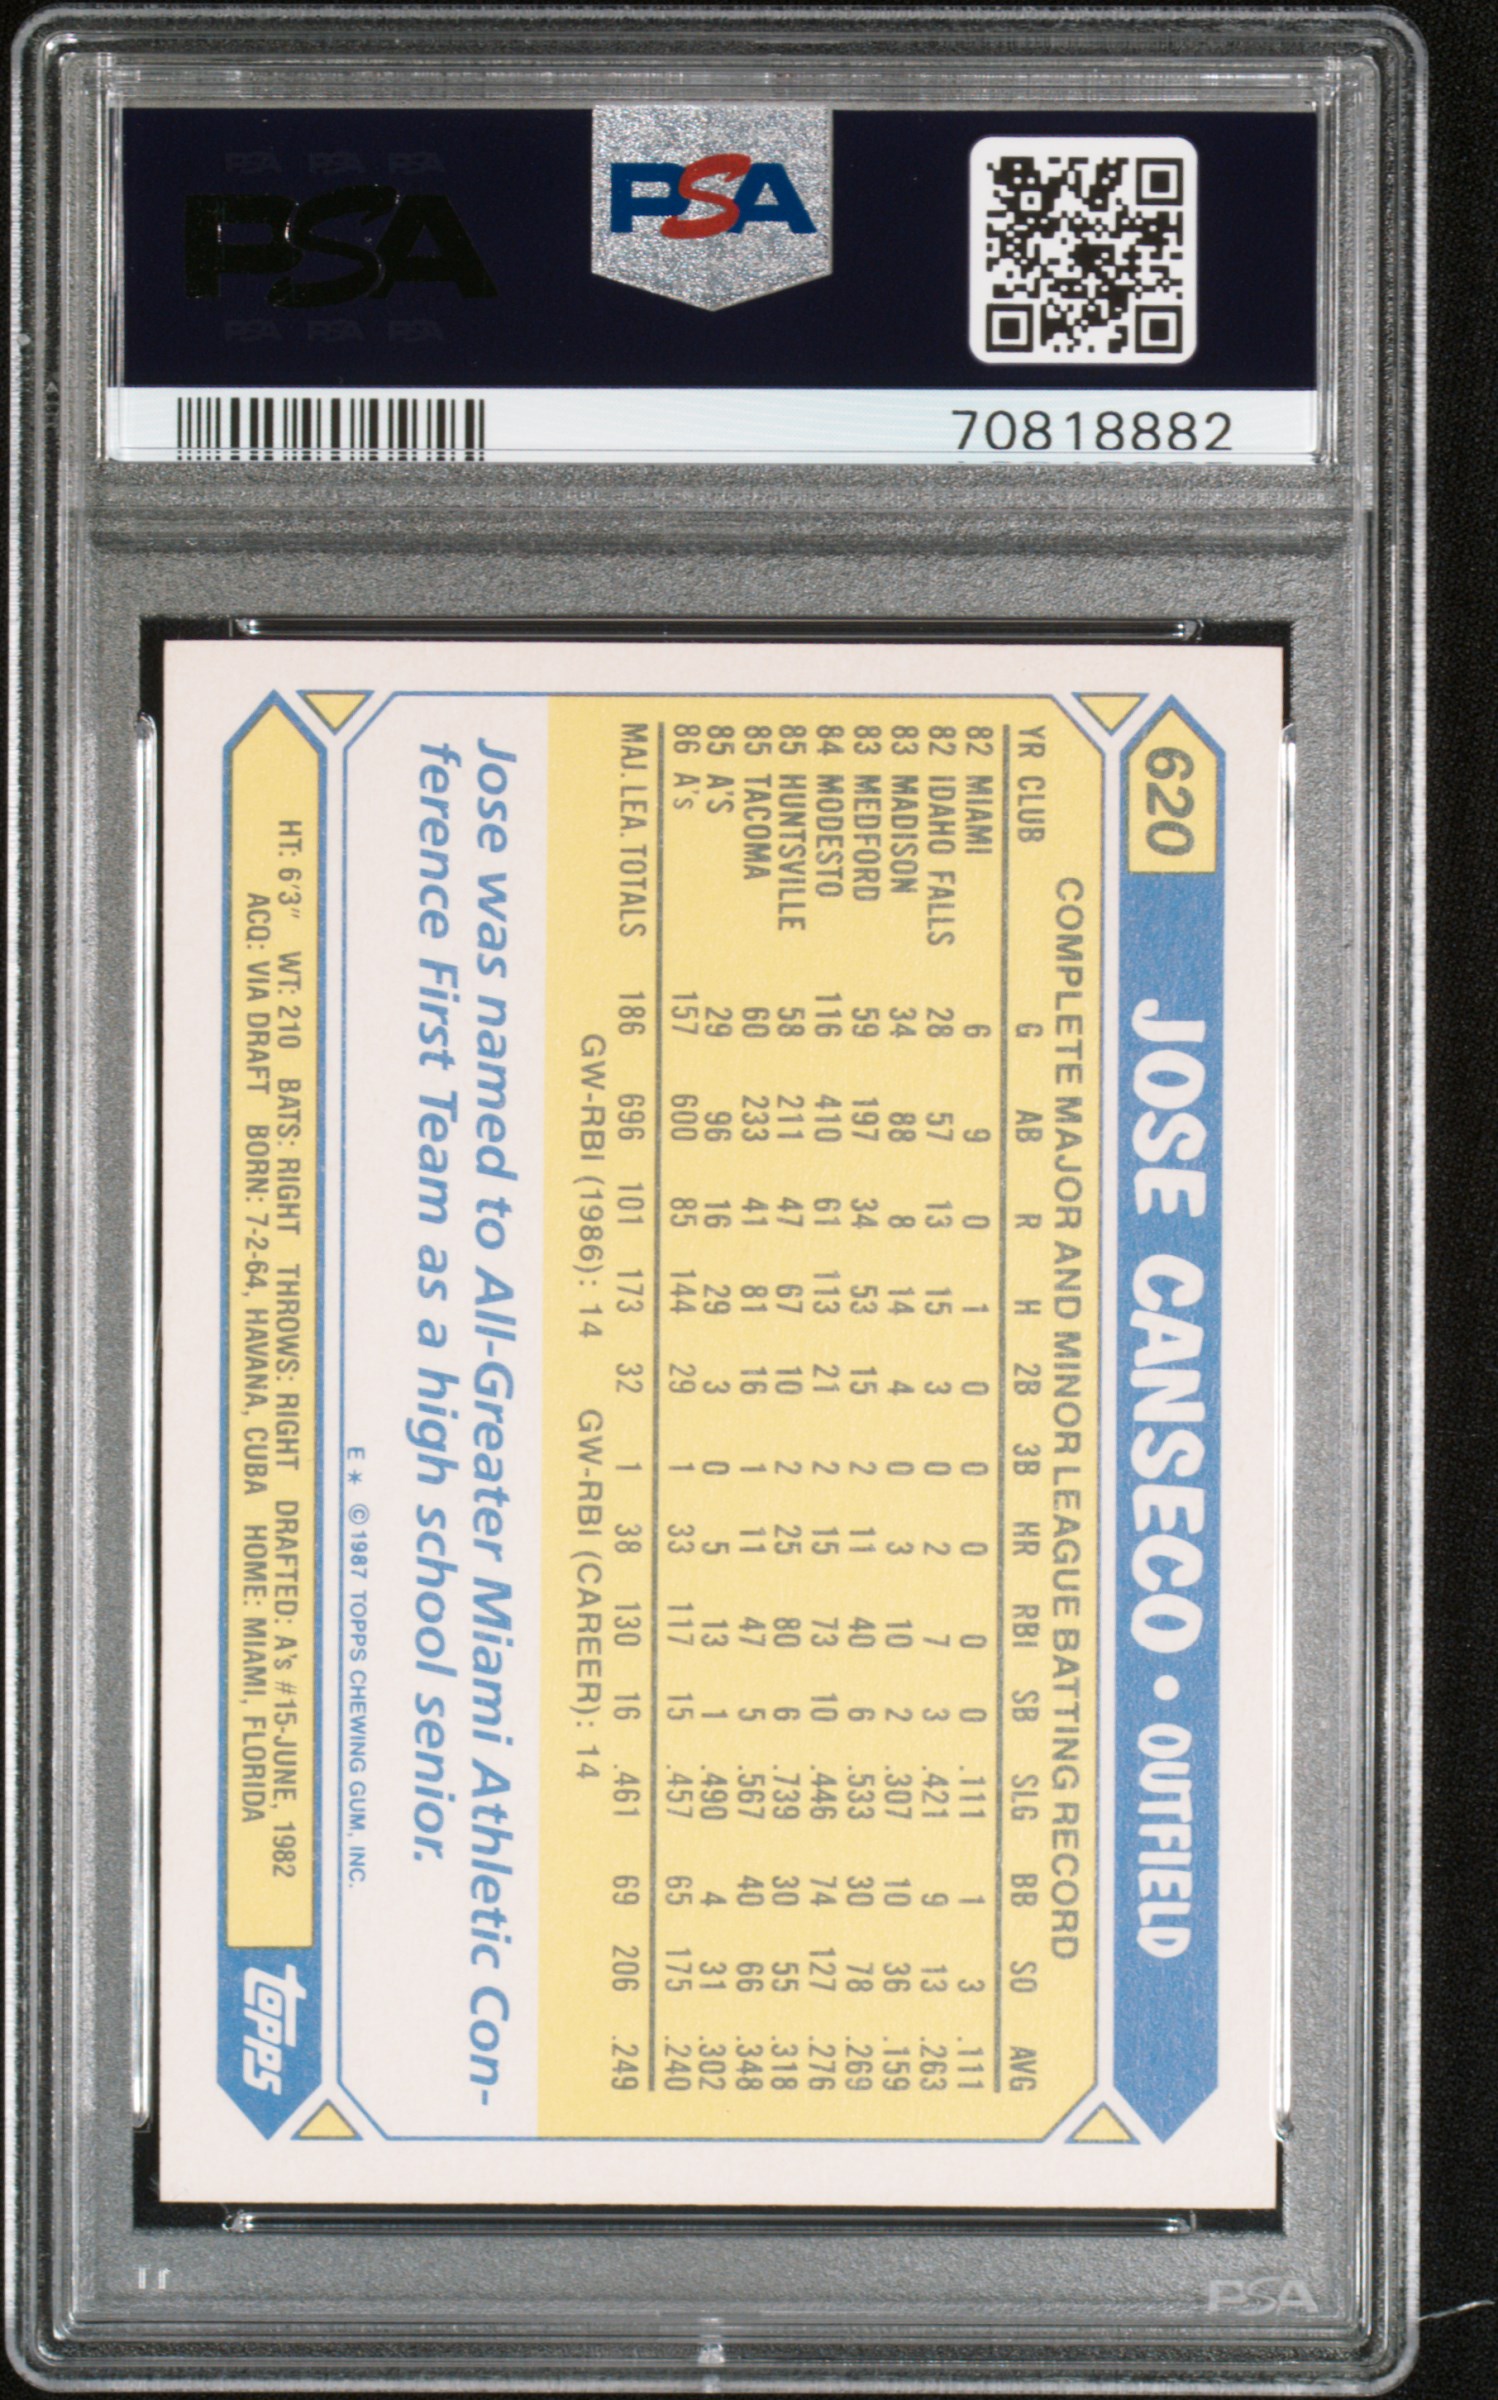 PSA PSA PSA
PSA
PSA PSA PSA
PSA
70818882
620 JOSE CANSECO • OUTFIELD
COMPLETE MAJOR AND MINOR LEAGUE BATTING RECORD
YR CLUB G AB R H 2B 3B HR RBI SB SLG BB SO AVG
82 MIAMI 6 9 0 1 0 0 0 0 0 .111 1 3 .111
82 IDAHO FALLS 28 57 13 15 3 0 2 7 3 .421 9 13 .263
83 MADISON 34 88 8 14 4 0 3 10 2 .307 10 36 .159
83 MEDFORD 59 197 34 53 15 2 11 40 6 .533 30 78 .269
84 MODESTO 116 410 61 113 21 2 15 73 10 .446 74 127 .276
85 HUNTSVILLE 58 211 47 67 10 2 25 80 6 .739 30 55 .318
85 TACOMA 60 233 41 81 16 1 11 47 5 .567 40 66 .348
85 A'S 29 96 16 29 3 0 5 13 1 .490 4 31 .302
86 A's 157 600 85 144 29 1 33 117 15 .457 65 175 .240
MAJ. LEA. TOTALS 186 696 101 173 32 1 38 130 16 .461 69 206 .249
GW-RBI (1986): 14 GW-RBI (CAREER): 14
Jose was named to All-Greater Miami Athletic Con-
ference First Team as a high school senior.
E * © 1987 TOPPS CHEWING GUM, INC.
HT: 6'3" WT: 210 BATS: RIGHT THROWS: RIGHT DRAFTED: A's #15-JUNE, 1982
ACQ: VIA DRAFT BORN: 7-2-64, HAVANA, CUBA HOME: MIAMI, FLORIDA
topps
PSA